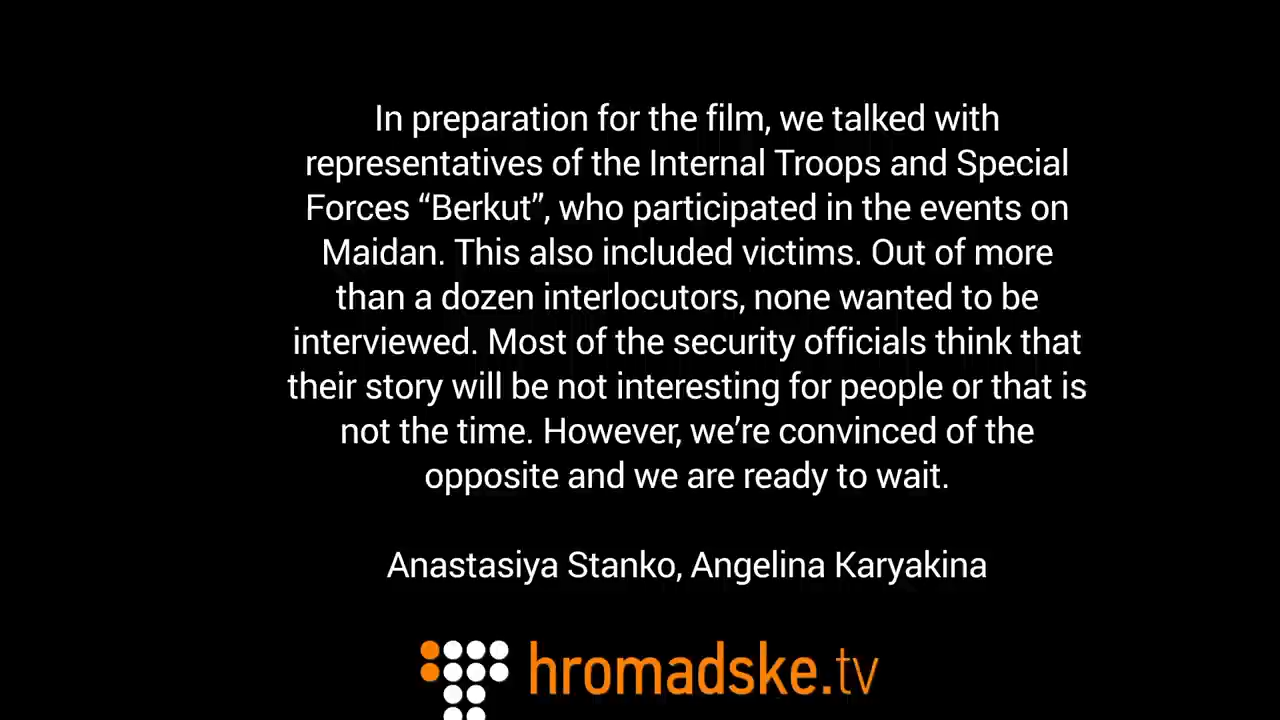 In preparation for the film, we talked with
representatives of the Internal Troops and Special
Forces “Berkut”, who participated in the events on
Maidan. This also included victims. Out of more
than a dozen interlocutors, none wanted to be
interviewed. Most of the security officials think that
their story will be not interesting for people or that is
not the time. However, we’re convinced of the
opposite and we are ready to wait.
Anastasiya Stanko, Angelina Karyakina
hromadske.tv